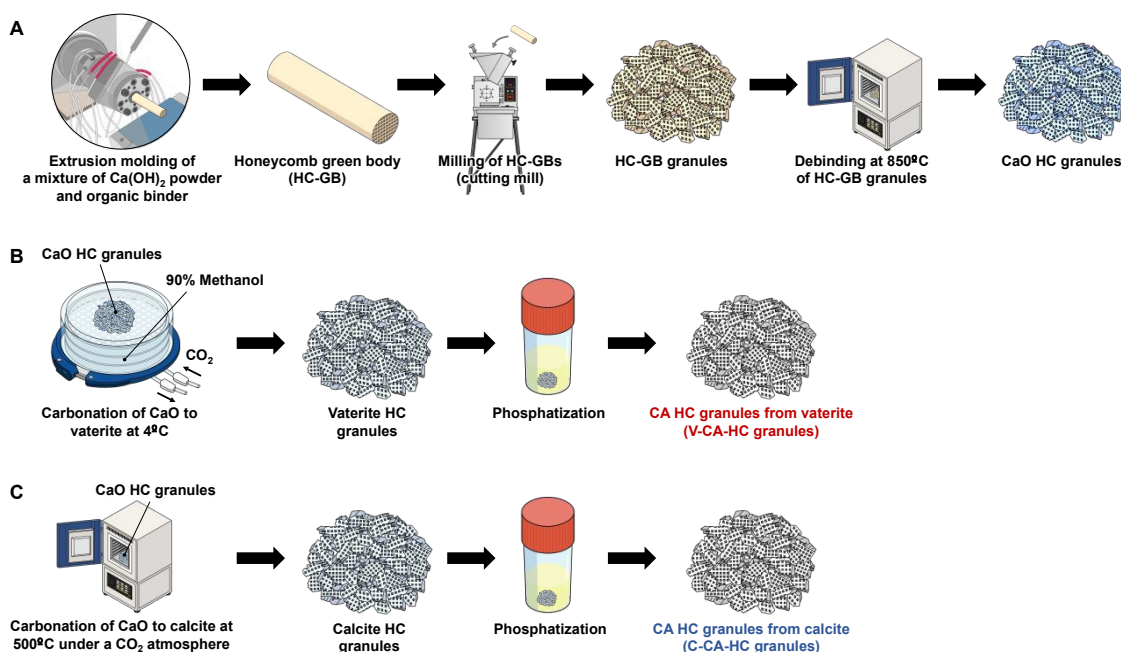 A
Extrusion molding of
a mixture of Ca(OH)₂ powder
and organic binder
Honeycomb green body
(HC-GB)
Milling of HC-GBs
(cutting mill)
HC-GB granules
Debinding at 850ºC
of HC-GB granules
CaO HC granules
B
CaO HC granules
90% Methanol
CO₂
Carbonation of CaO to
vaterite at 4ºC
Vaterite HC
granules
Phosphatization
CA HC granules from vaterite
(V-CA-HC granules)
C
CaO HC granules
Carbonation of CaO to calcite at
500ºC under a CO₂ atmosphere
Calcite HC
granules
Phosphatization
CA HC granules from calcite
(C-CA-HC granules)